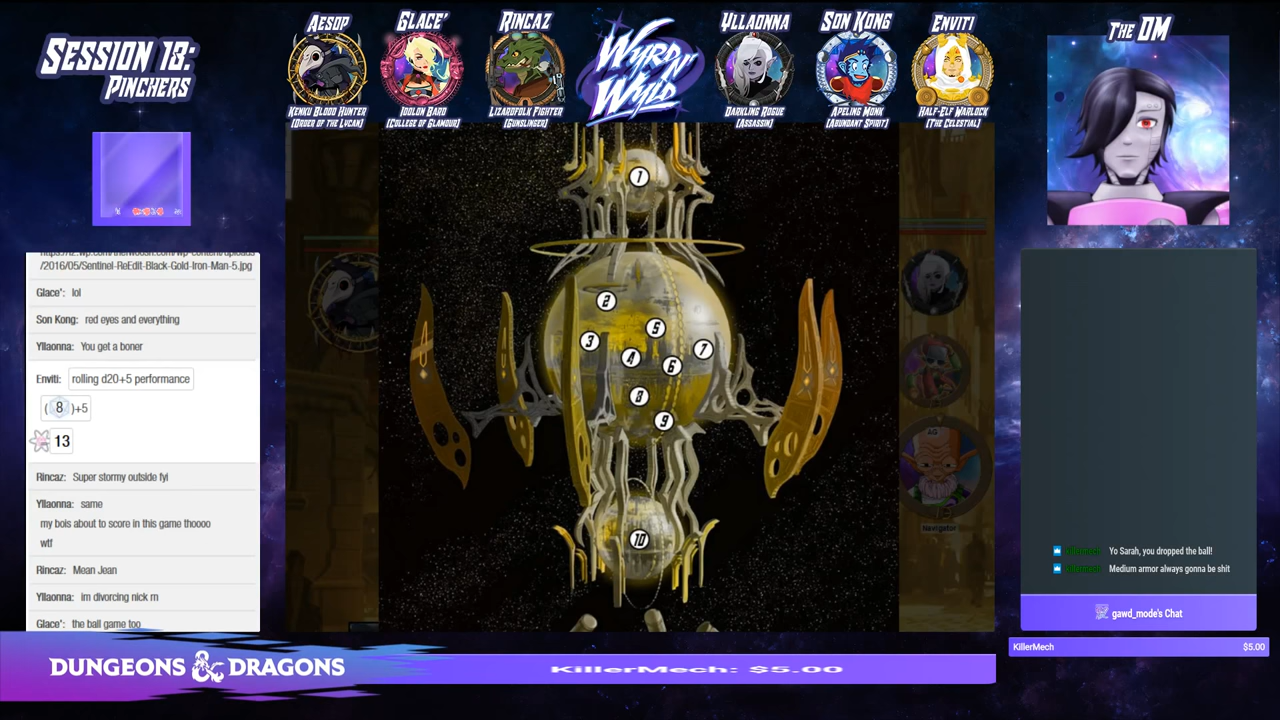 SESSION 18:
PINCHERS
AESOP
KENKU BLOOD HUNTER
(ORDER OF THE LYCAN)
GLACE'
IDOLON BARD
(COLLEGE OF GLAMOUR)
RINCAZ
LIZARDFOLK FIGHTER
(GUNSLINGER)
WYRD N' WYLD
YLLAONNA
DARKLING ROGUE
(ASSASSIN)
SON KONG
APELING MONK
(ABUNDANT SPIRIT)
ENVITI
HALF-ELF WARLOCK
(THE CELESTIAL)
THE DM
/2016/05/Sentinel-ReEdit-Black-Gold-Iron-Man-5.jpg
Glace': lol
Son Kong: red eyes and everything
Yllaonna: You get a boner
Enviti: rolling d20+5 performance
(8)+5
13
Rincaz: Super stormy outside fyi
Yllaonna: same
my bois about to score in this game thoooo
wtf
Rincaz: Mean Jean
Yllaonna: im divorcing nick rn
Glace': the ball game too
1
2
3
4
5
6
7
8
9
10
AG
Navigator
KillerMech: Yo Sarah, you dropped the ball!
KillerMech: Medium armor always gonna be shit
gawd_mode's Chat
KillerMech $5.00
DUNGEONS & DRAGONS
KillerMech: $5.00